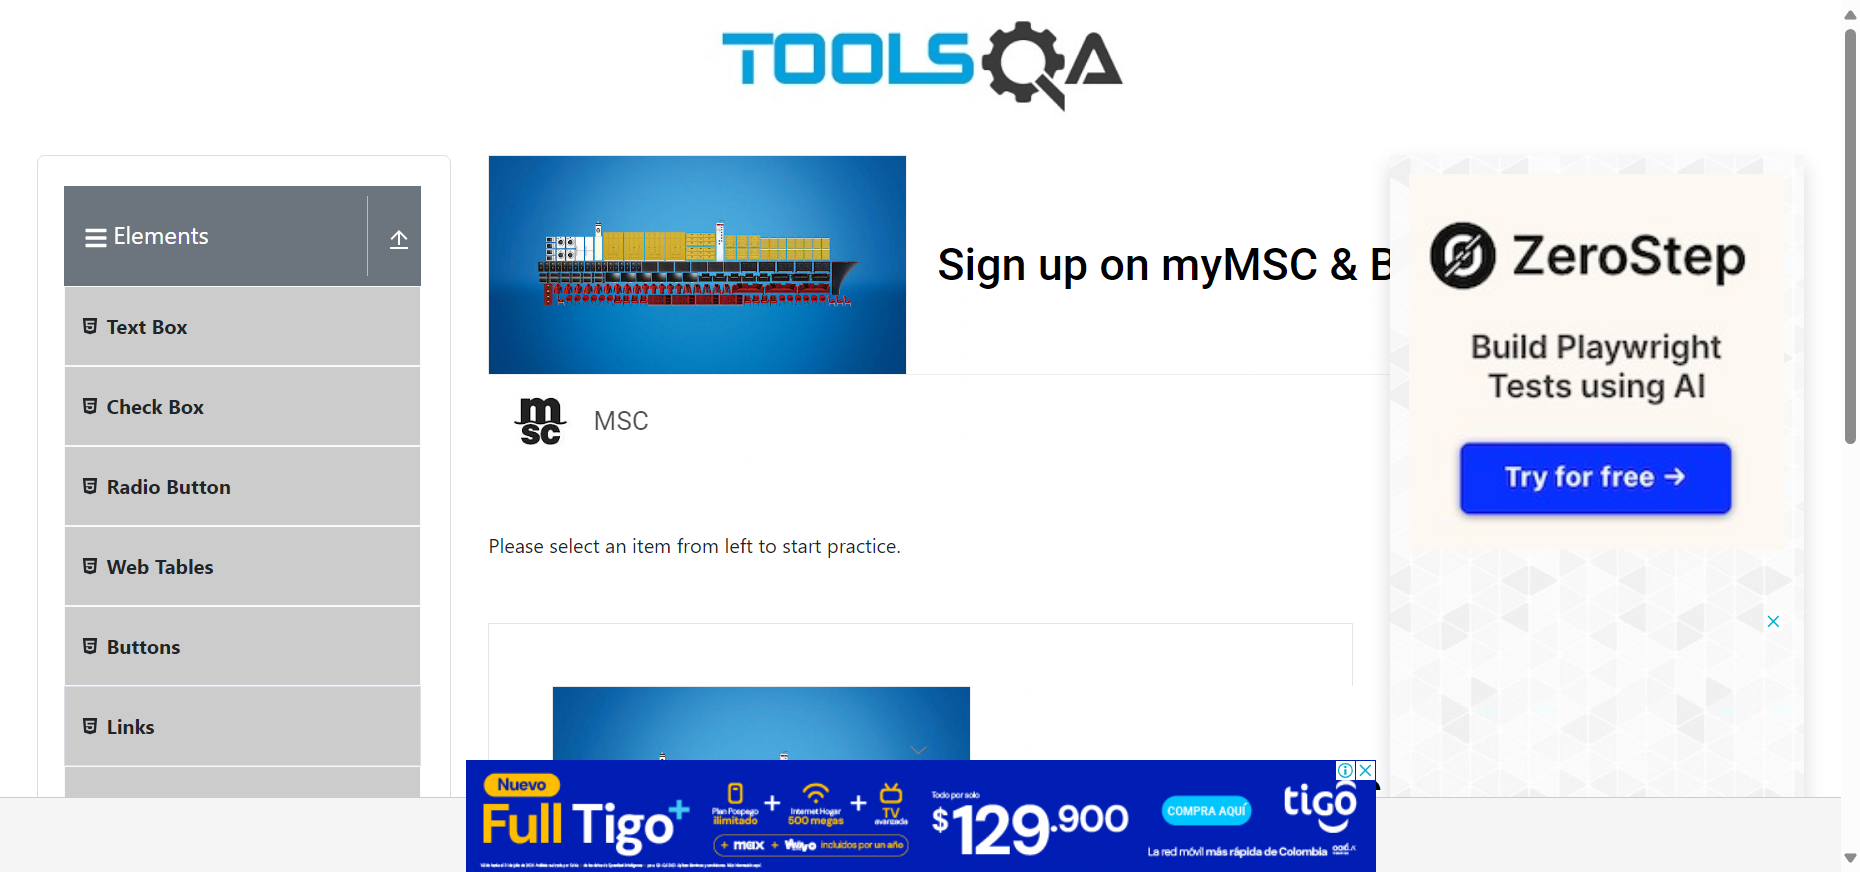 TOOLSQA
Elements
Text Box
Check Box
Radio Button
Web Tables
Buttons
Links
Sign up on myMSC & B
msc
MSC
Please select an item from left to start practice.
ZeroStep
Build Playwright
Tests using AI
Try for free →
Nuevo
Full Tigo+
Plan Pospago
ilimitado
+
Internet Hogar
500 megas
+
TV
avanzada
+ max + incluidos por un año
Todo por solo
$129.900
COMPRA AQUÍ
tigo
La red móvil más rápida de Colombia